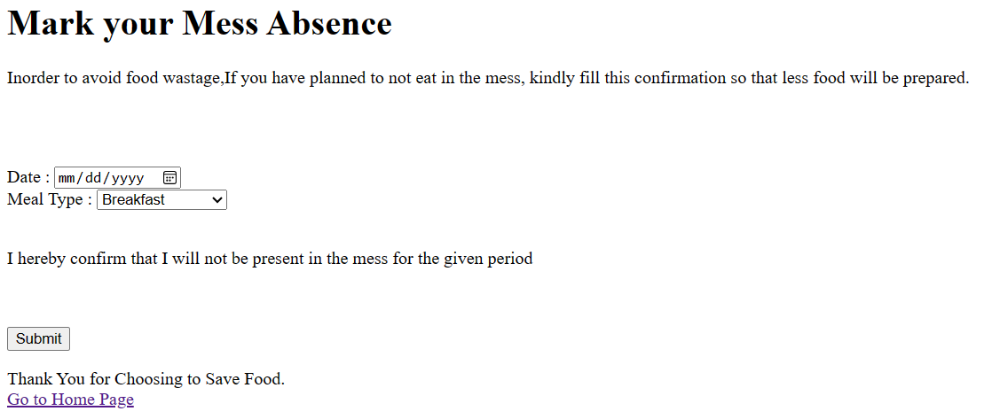 Mark your Mess Absence
Inorder to avoid food wastage,If you have planned to not eat in the mess, kindly fill this confirmation so that less food will be prepared.
Date : mm/dd/yyyy
Meal Type : Breakfast
I hereby confirm that I will not be present in the mess for the given period
Submit
Thank You for Choosing to Save Food.
Go to Home Page